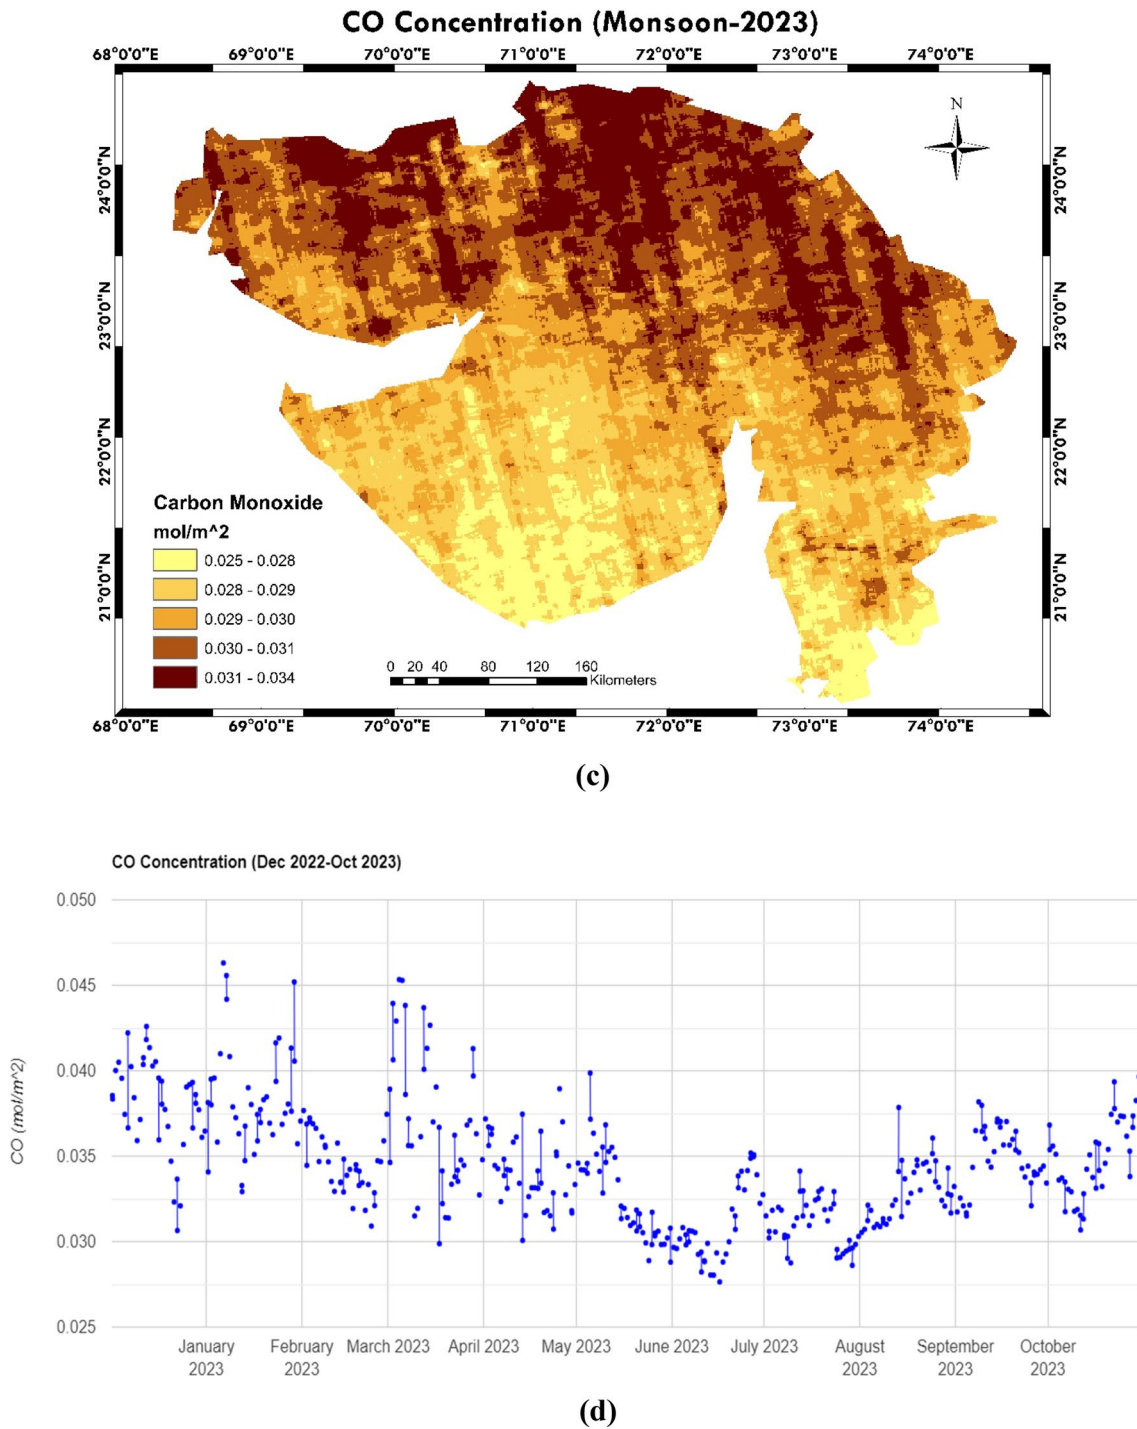 CO Concentration (Monsoon-2023)
68°0'0"E 69°0'0"E 70°0'0"E 71°0'0"E 72°0'0"E 73°0'0"E 74°0'0"E
N
24°0'0"N 24°0'0"N
23°0'0"N 23°0'0"N
22°0'0"N 22°0'0"N
21°0'0"N 21°0'0"N
Carbon Monoxide
mol/m^2
0.025 - 0.028
0.028 - 0.029
0.029 - 0.030
0.030 - 0.031
0.031 - 0.034
0 20 40 80 120 160
Kilometers
68°0'0"E 69°0'0"E 70°0'0"E 71°0'0"E 72°0'0"E 73°0'0"E 74°0'0"E
(c)
CO Concentration (Dec 2022-Oct 2023)
0.050
0.045
0.040
0.035
0.030
0.025
CO (mol/m^2)
January February March 2023 April 2023 May 2023 June 2023 July 2023 August September October
2023 2023 2023 2023 2023
(d)